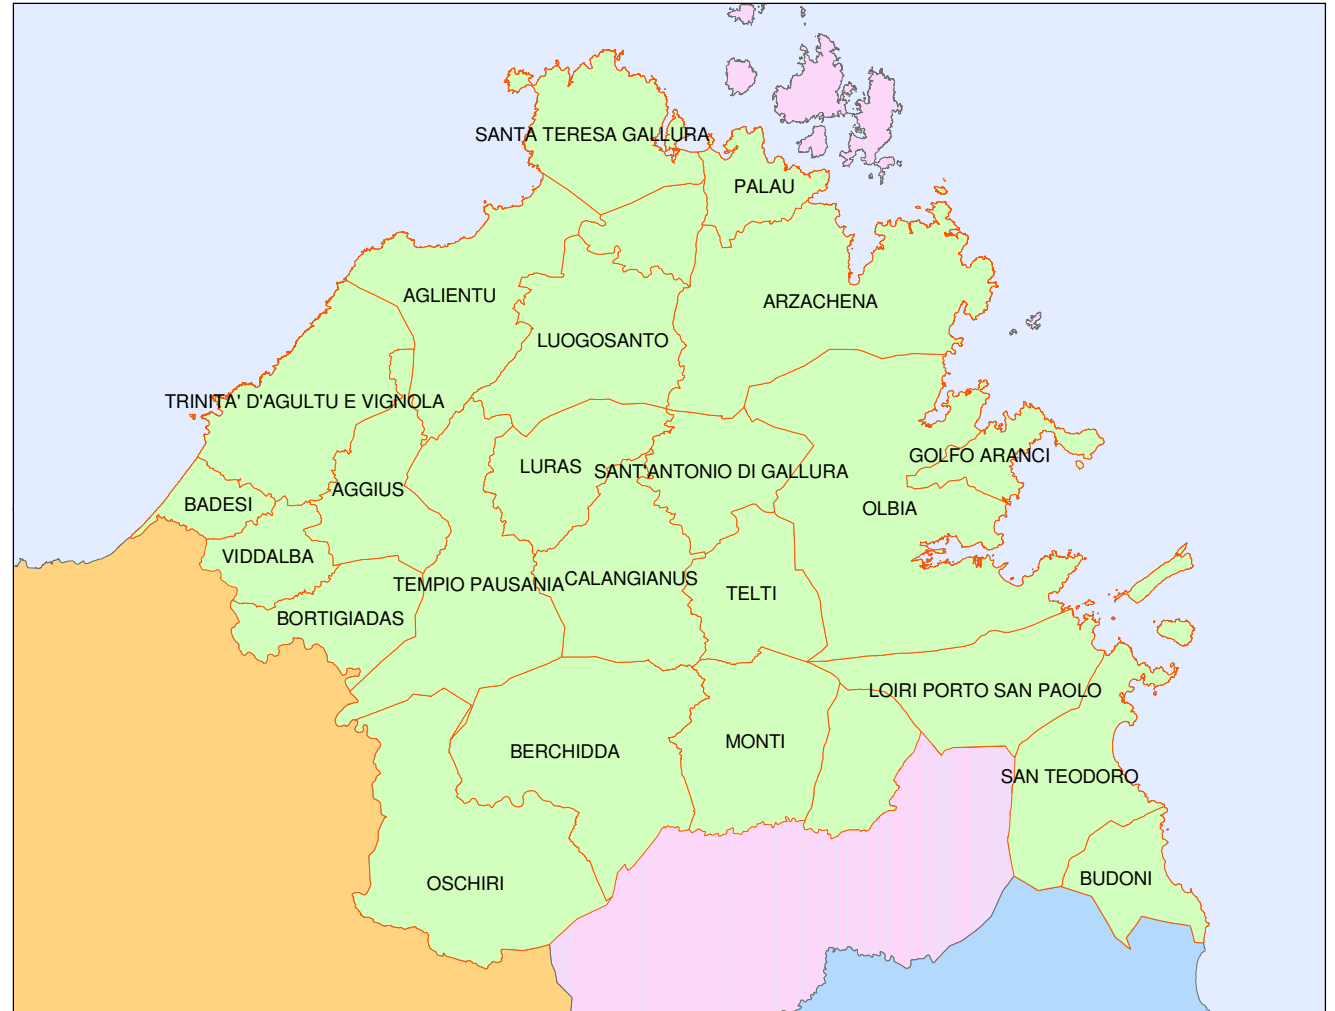 SANTA TERESA GALLURA
PALAU
AGLIENTU
ARZACHENA
LUOGOSANTO
TRINITA' D'AGULTU E VIGNOLA
GOLFO ARANCI
LURAS
SANT'ANTONIO DI GALLURA
AGGIUS
BADESI
OLBIA
VIDDALBA
TEMPIO PAUSANIA
CALANGIANUS
TELTI
BORTIGIADAS
LOIRI PORTO SAN PAOLO
BERCHIDDA
MONTI
SAN TEODORO
OSCHIRI
BUDONI